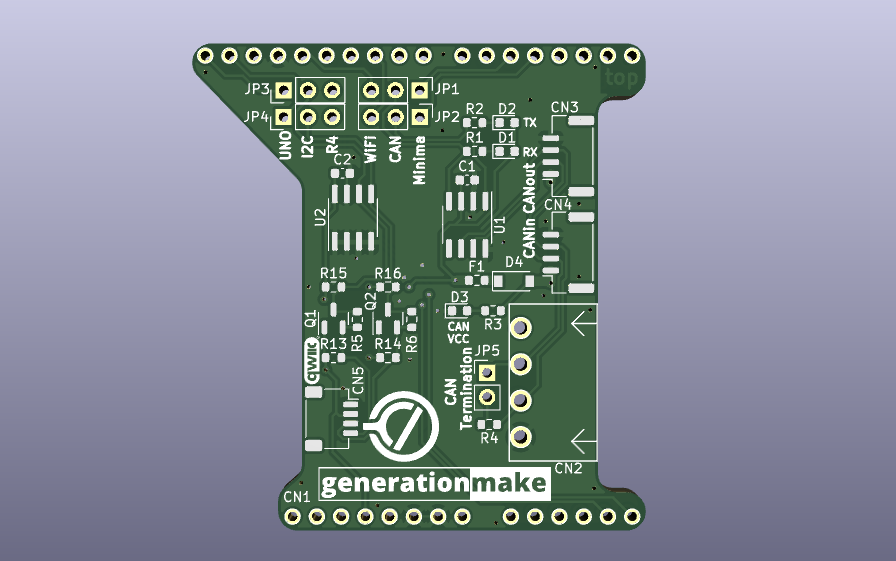 top
JP3
JP1
JP4
JP2
UNO
I2C
R4
WiFi
CAN
Minima
R2
D2
TX
R1
D1
RX
CN3
CANout
C2
C1
U2
U1
CN4
CANin
F1
D4
R15
R16
Q1
Q2
R5
R6
D3
CAN
VCC
R3
R13
R14
JP5
CAN
Termination
qwiic
CN5
R4
CN2
generationmake
CN1